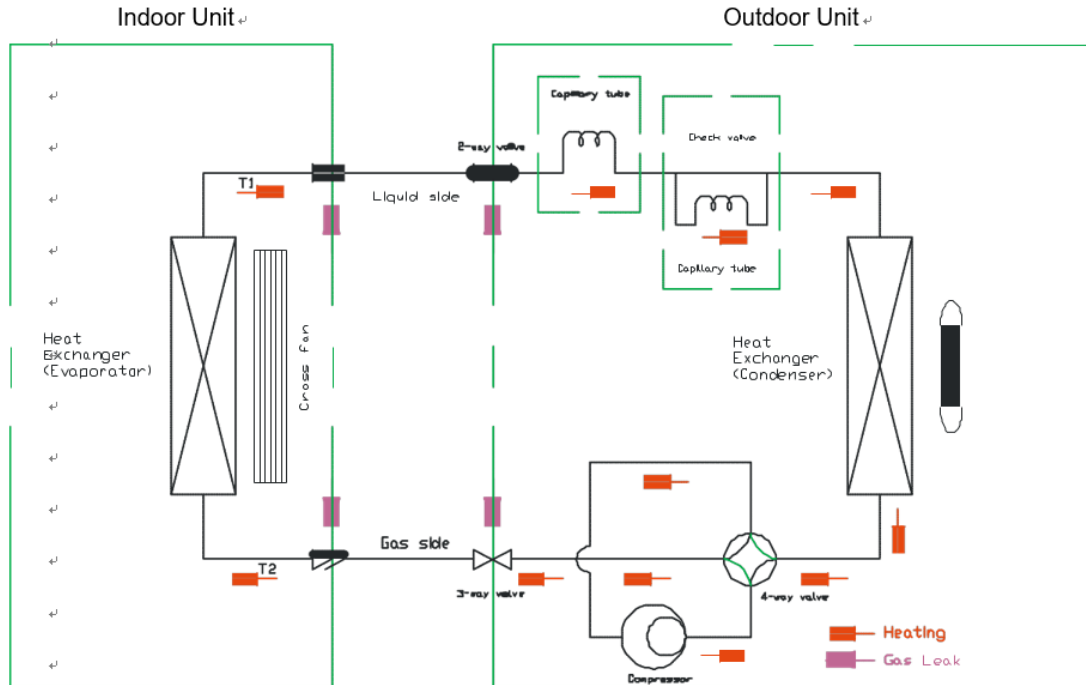 Indoor Unit
Outdoor Unit
Capillary tube
Check valve
2-way valve
T1
Liquid side
Capillary tube
Heat
Exchanger
(Evaporator)
Cross fan
Heat
Exchanger
(Condenser)
Gas side
T2
3-way valve
4-way valve
Compressor
Heating
Gas Leak